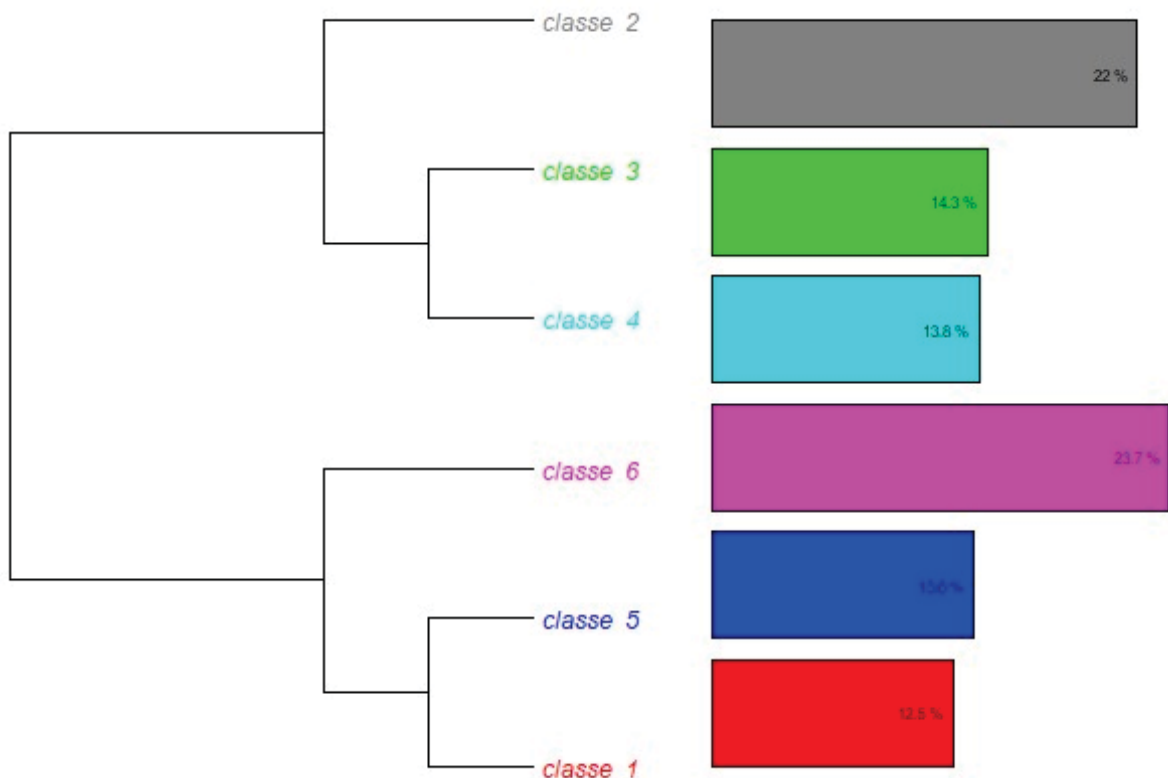 classe 2
22 %
classe 3
14.3 %
classe 4
13.8 %
classe 6
23.7 %
classe 5
classe 1
12.5 %